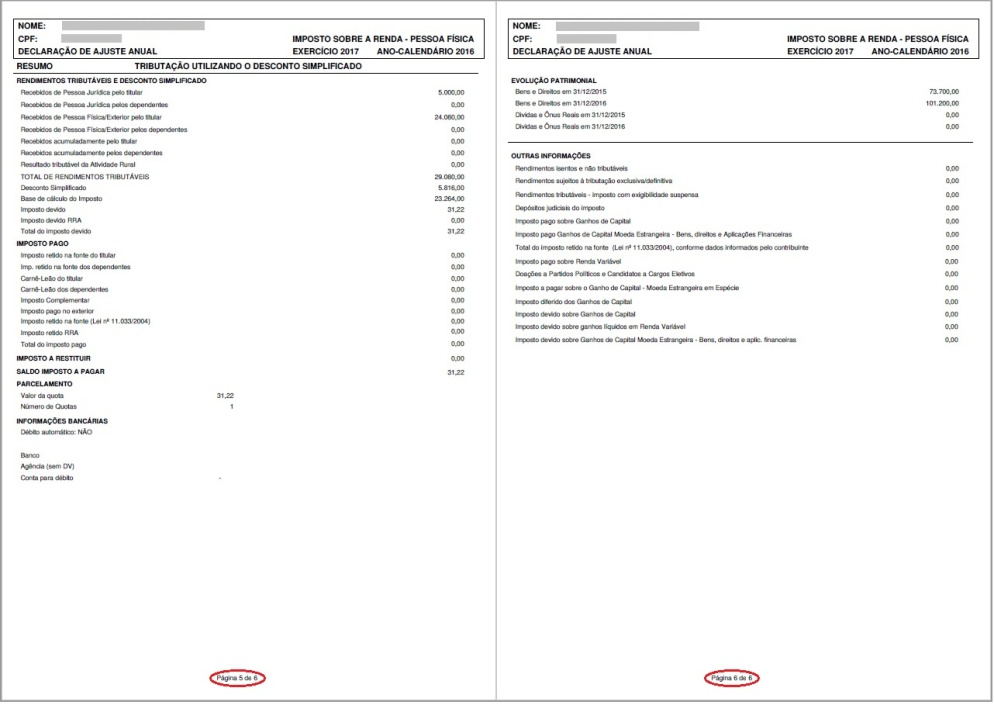 NOME:
CPF: IMPOSTO SOBRE A RENDA - PESSOA FÍSICA
DECLARAÇÃO DE AJUSTE ANUAL EXERCÍCIO 2017 ANO-CALENDÁRIO 2016
RESUMO TRIBUTAÇÃO UTILIZANDO O DESCONTO SIMPLIFICADO
RENDIMENTOS TRIBUTÁVEIS E DESCONTO SIMPLIFICADO
Recebidos de Pessoa Jurídica pelo titular 5.000,00
Recebidos de Pessoa Jurídica pelos dependentes 0,00
Recebidos de Pessoa Física/Exterior pelo titular 24.080,00
Recebidos de Pessoa Física/Exterior pelos dependentes 0,00
Recebidos acumuladamente pelo titular 0,00
Recebidos acumuladamente pelos dependentes 0,00
Resultado tributável da Atividade Rural 0,00
TOTAL DE RENDIMENTOS TRIBUTÁVEIS 29.080,00
Desconto Simplificado 5.816,00
Base de cálculo do Imposto 23.264,00
Imposto devido 31,22
Imposto devido RRA 0,00
Total do imposto devido 31,22
IMPOSTO PAGO
Imposto retido na fonte do titular 0,00
Imp. retido na fonte dos dependentes 0,00
Carnê-Leão do titular 0,00
Carnê-Leão dos dependentes 0,00
Imposto Complementar 0,00
Imposto pago no exterior 0,00
Imposto retido na fonte (Lei nº 11.033/2004) 0,00
Imposto retido RRA 0,00
Total do imposto pago 0,00
IMPOSTO A RESTITUIR 0,00
SALDO IMPOSTO A PAGAR 31,22
PARCELAMENTO
Valor da quota 31,22
Número de Quotas 1
INFORMAÇÕES BANCÁRIAS
Débito automático: NÃO
Banco
Agência (sem DV)
Conta para débito -
Página 5 de 6
NOME:
CPF: IMPOSTO SOBRE A RENDA - PESSOA FÍSICA
DECLARAÇÃO DE AJUSTE ANUAL EXERCÍCIO 2017 ANO-CALENDÁRIO 2016
EVOLUÇÃO PATRIMONIAL
Bens e Direitos em 31/12/2015 73.700,00
Bens e Direitos em 31/12/2016 101.200,00
Dívidas e Ônus Reais em 31/12/2015 0,00
Dívidas e Ônus Reais em 31/12/2016 0,00
OUTRAS INFORMAÇÕES
Rendimentos isentos e não tributáveis 0,00
Rendimentos sujeitos à tributação exclusiva/definitiva 0,00
Rendimentos tributáveis - imposto com exigibilidade suspensa 0,00
Depósitos judiciais do imposto 0,00
Imposto pago sobre Ganhos de Capital 0,00
Imposto pago Ganhos de Capital Moeda Estrangeira - Bens, direitos e Aplicações Financeiras 0,00
Total do imposto retido na fonte (Lei nº 11.033/2004), conforme dados informados pelo contribuinte 0,00
Imposto pago sobre Renda Variável 0,00
Doações a Partidos Políticos e Candidatos a Cargos Eletivos 0,00
Imposto a pagar sobre o Ganho de Capital - Moeda Estrangeira em Espécie 0,00
Imposto diferido dos Ganhos de Capital 0,00
Imposto devido sobre Ganhos de Capital 0,00
Imposto devido sobre ganhos líquidos em Renda Variável 0,00
Imposto devido sobre Ganhos de Capital Moeda Estrangeira - Bens, direitos e aplic. financeiras 0,00
Página 6 de 6